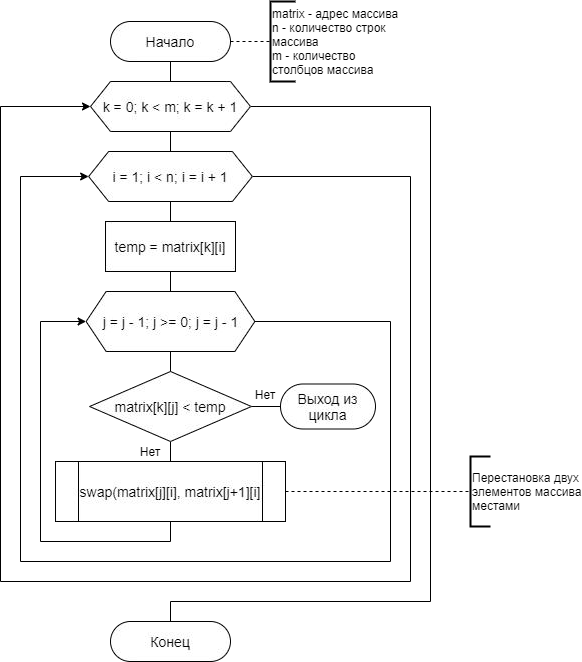 matrix - адрес массива
n - количество строк
массива
m - количество
столбцов массива
Начало
k = 0; k < m; k = k + 1
i = 1; i < n; i = i + 1
temp = matrix[k][i]
j = j - 1; j >= 0; j = j - 1
matrix[k][j] < temp
Нет
Выход из
цикла
Нет
swap(matrix[j][i], matrix[j+1][i]
Перестановка двух
элементов массива
местами
Конец